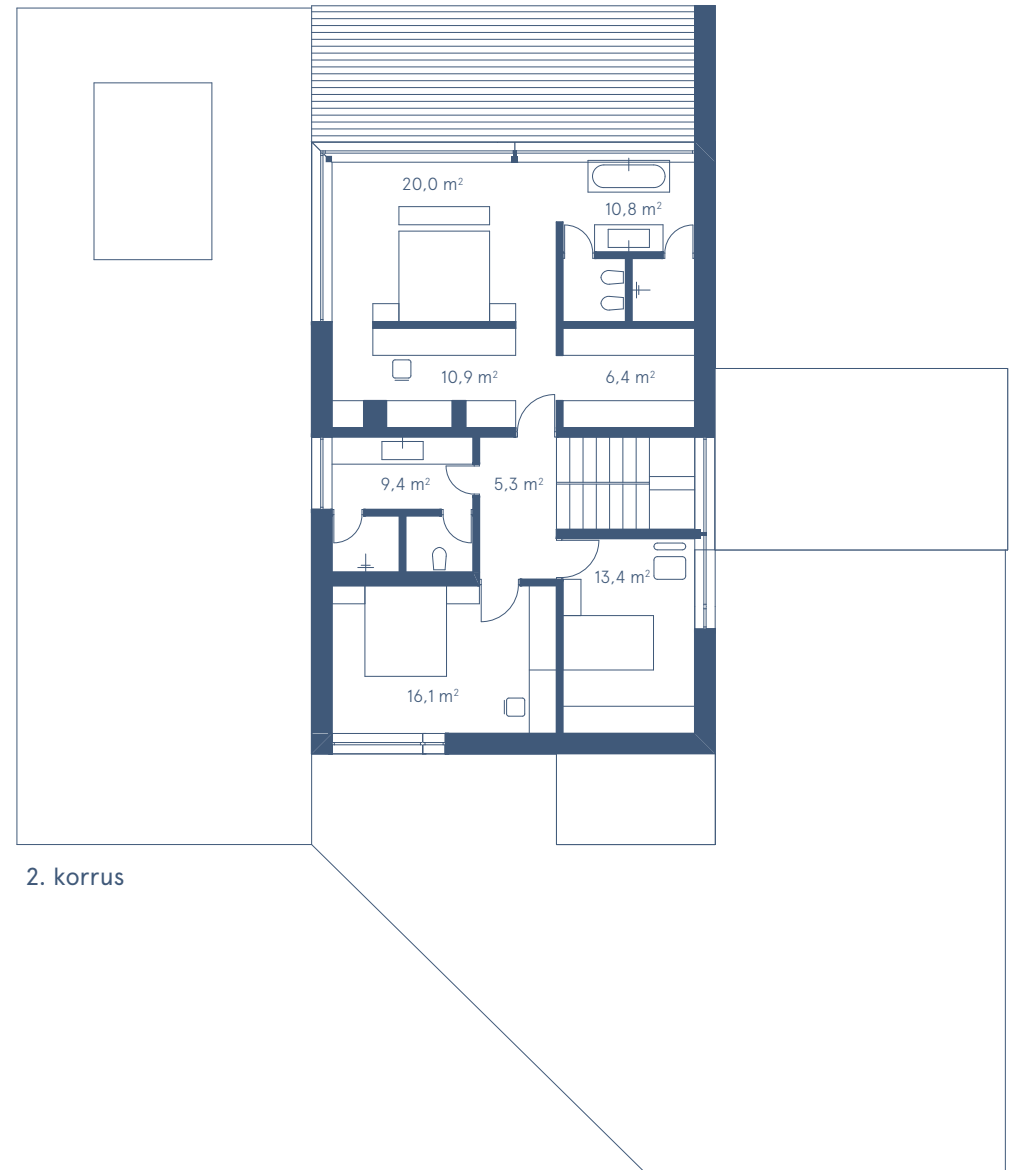 20,0 m²
10,8 m²
10,9 m²
6,4 m²
9,4 m²
5,3 m²
13,4 m²
16,1 m²
2. korrus